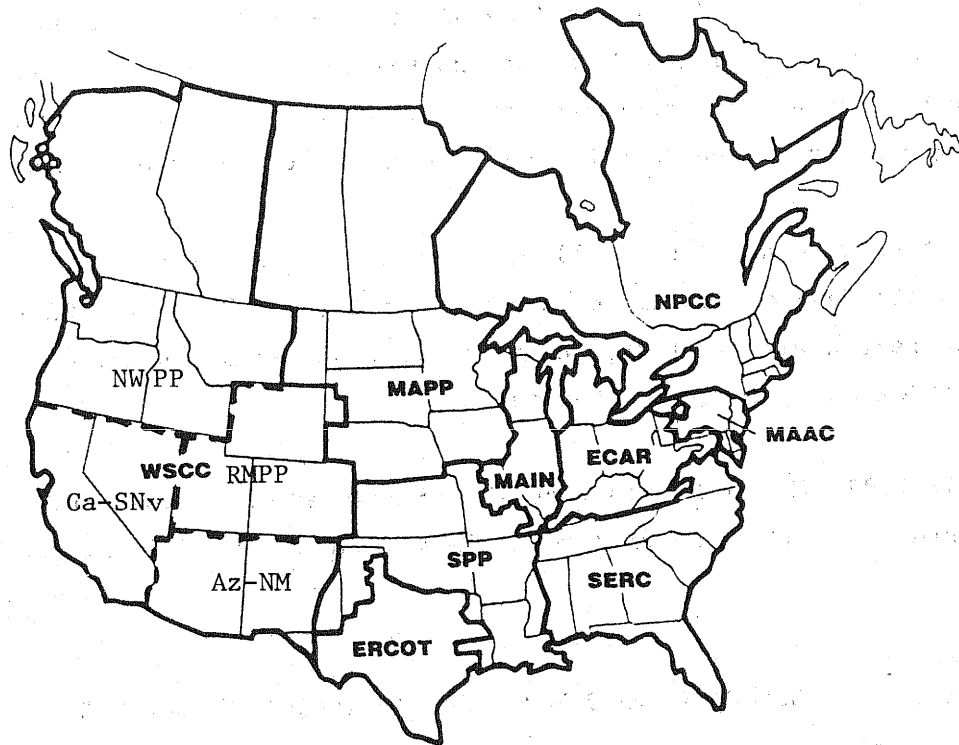 NPCC
NWPP
MAPP
MAAC
WSCC
RMPP
ECAR
MAIN
Ca-SNv
SPP
Az-NM
SERC
ERCOT